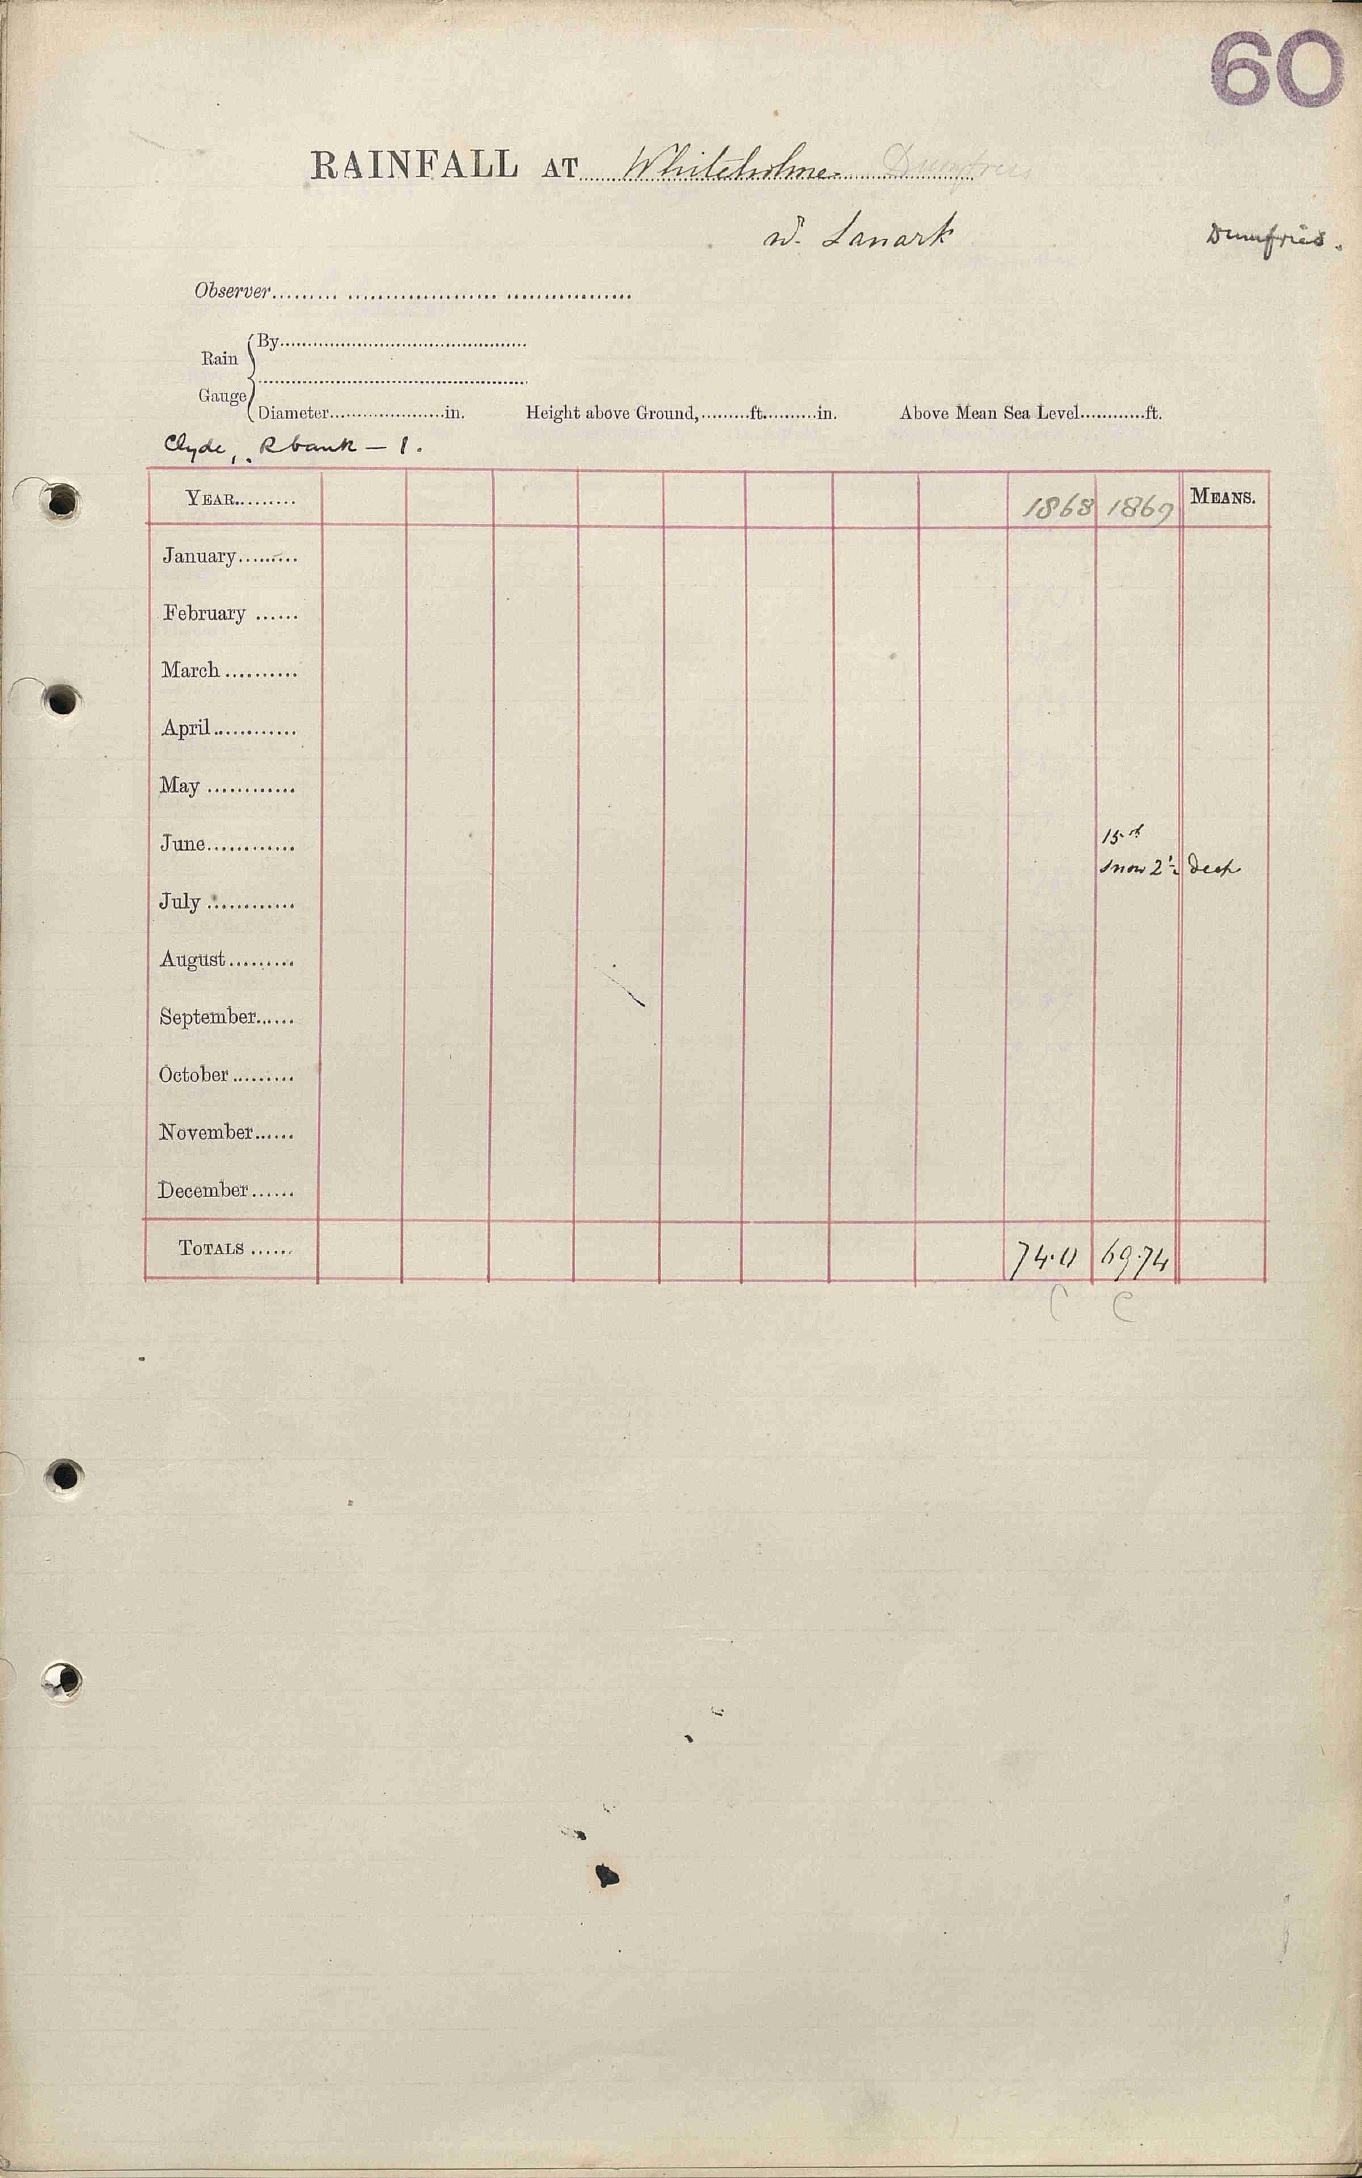 60
RAINFALL AT Whiteholme Dumfries
Lanark
Dumfries.
Observer
Rain Gauge
By
Diameter in. Height above Ground, ft. in. Above Mean Sea Level ft.
Clyde, R bank – 1.
YEAR 1868 1869 MEANS.
January
February
March
April
May
June 15th
Snow 2½ deep
July
August
September
October
November
December
TOTALS 74.0 69.74
C C